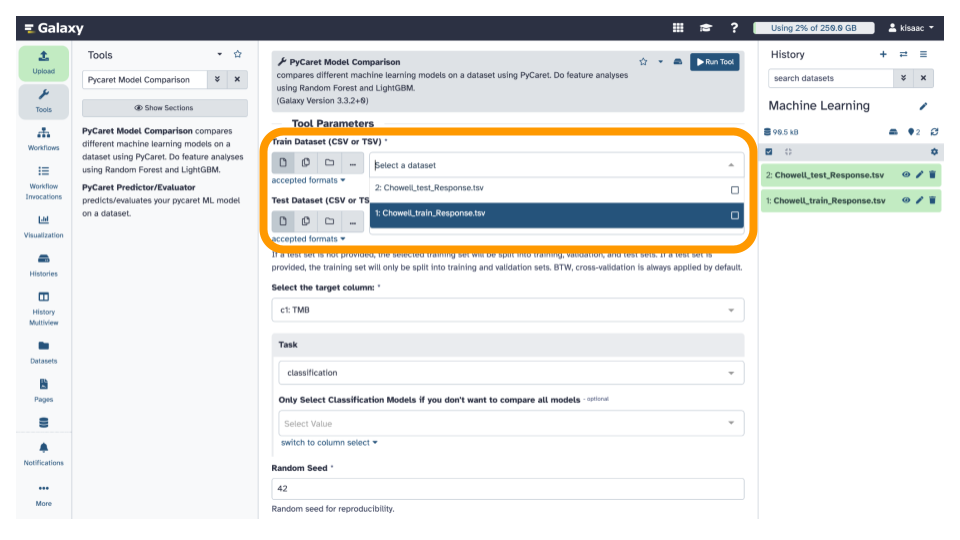 Galaxy
?
Using 2% of 250.0 GB
kisaac
Upload
Tools
Workflows
Workflow
Invocations
Visualization
Histories
History
Multiview
Datasets
Pages
Notifications
More
Tools
Pycaret Model Comparison
Show Sections
PyCaret Model Comparison compares
different machine learning models on a
dataset using PyCaret. Do feature analyses
using Random Forest and LightGBM.
PyCaret Predictor/Evaluator
predicts/evaluates your pycaret ML model
on a dataset.
PyCaret Model Comparison
compares different machine learning models on a dataset using PyCaret. Do feature analyses
using Random Forest and LightGBM.
(Galaxy Version 3.3.2+0)
Run Tool
Tool Parameters
Train Dataset (CSV or TSV) *
Select a dataset
accepted formats
2: Chowell_test_Response.tsv
Test Dataset (CSV or TS
1: Chowell_train_Response.tsv
accepted formats
If a test set is not provided, the selected training set will be split into training, validation, and test sets. If a test set is
provided, the training set will only be split into training and validation sets. BTW, cross-validation is always applied by default.
Select the target column: *
c1: TMB
Task
classification
Only Select Classification Models if you don't want to compare all models - optional
Select Value
switch to column select
Random Seed *
42
Random seed for reproducibility.
History
search datasets
Machine Learning
90.5 kB
2
2: Chowell_test_Response.tsv
1: Chowell_train_Response.tsv